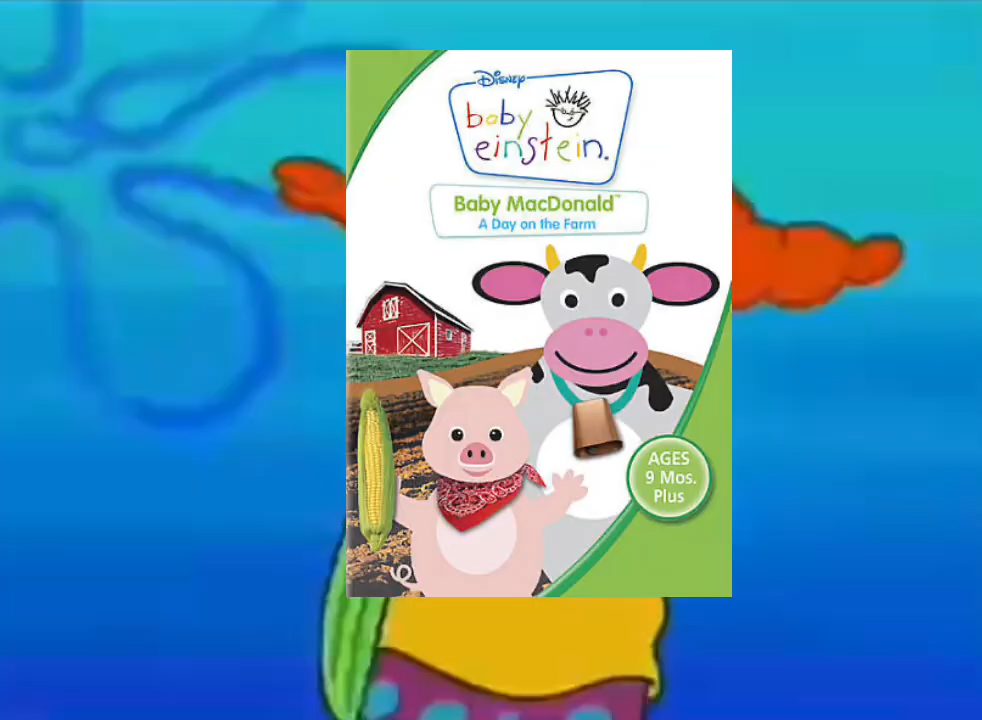 Disney
baby
einstein.
Baby MacDonald™
A Day on the Farm
AGES
9 Mos.
Plus